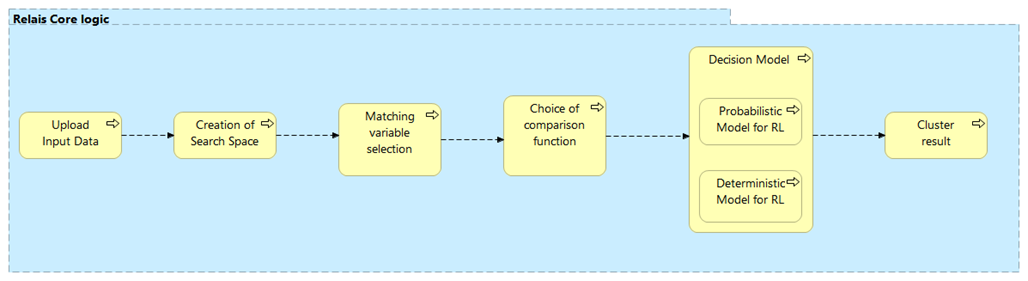 Relais Core logic
Upload
Input Data
Creation of
Search Space
Matching
variable
selection
Choice of
comparison
function
Decision Model
Probabilistic
Model for RL
Deterministic
Model for RL
Cluster
result